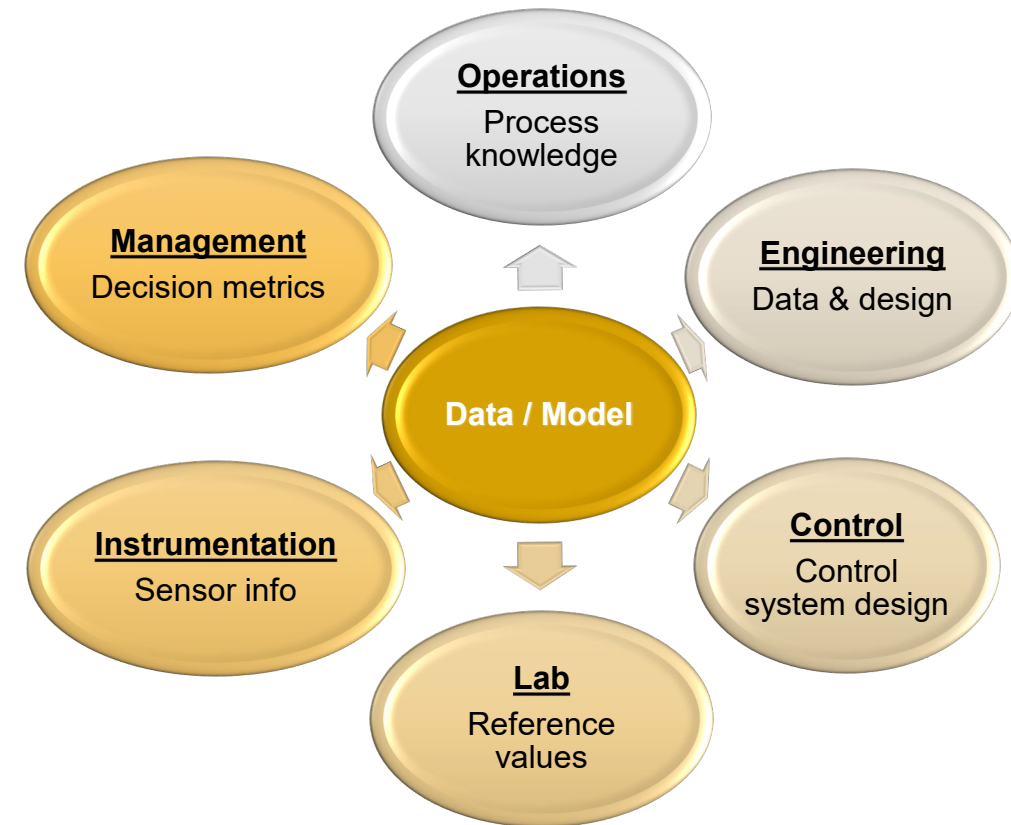 Operations
Process
knowledge
Management
Decision metrics
Engineering
Data & design
Data / Model
Instrumentation
Sensor info
Control
Control
system design
Lab
Reference
values